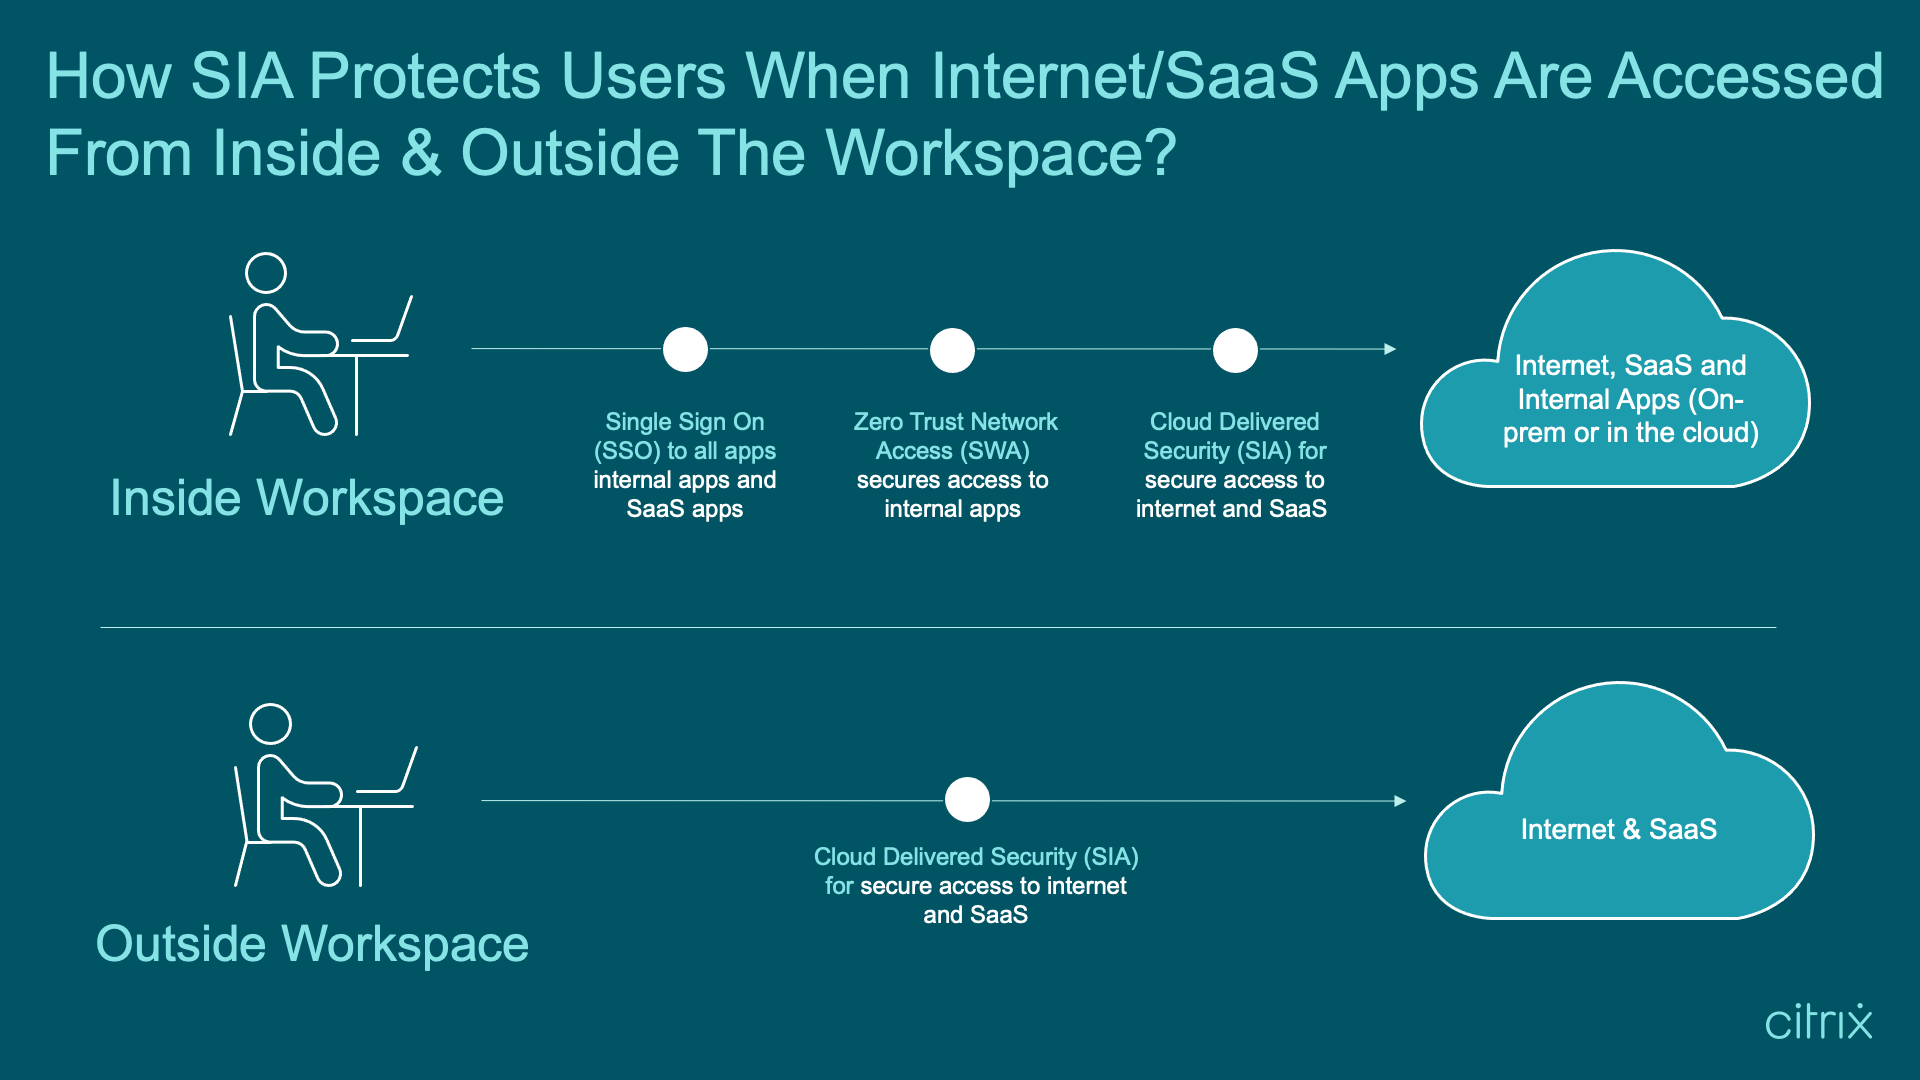 How SIA Protects Users When Internet/SaaS Apps Are Accessed
From Inside & Outside The Workspace?
Inside Workspace
Single Sign On
(SSO) to all apps
internal apps and
SaaS apps
Zero Trust Network
Access (SWA)
secures access to
internal apps
Cloud Delivered
Security (SIA) for
secure access to
internet and SaaS
Internet, SaaS and
Internal Apps (On-
prem or in the cloud)
Outside Workspace
Cloud Delivered Security (SIA)
for secure access to internet
and SaaS
Internet & SaaS
citrix